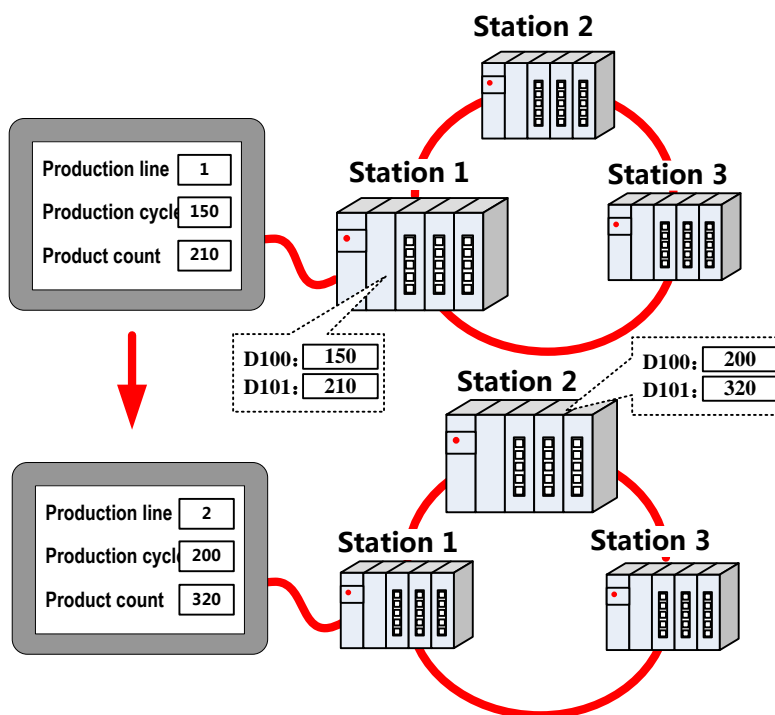 Station 2
Station 1
Station 3
Production line 1
Production cycle 150
Product count 210
D100: 150
D101: 210
D100: 200
D101: 320
Station 2
Station 1
Station 3
Production line 2
Production cycl 200
Product count 320